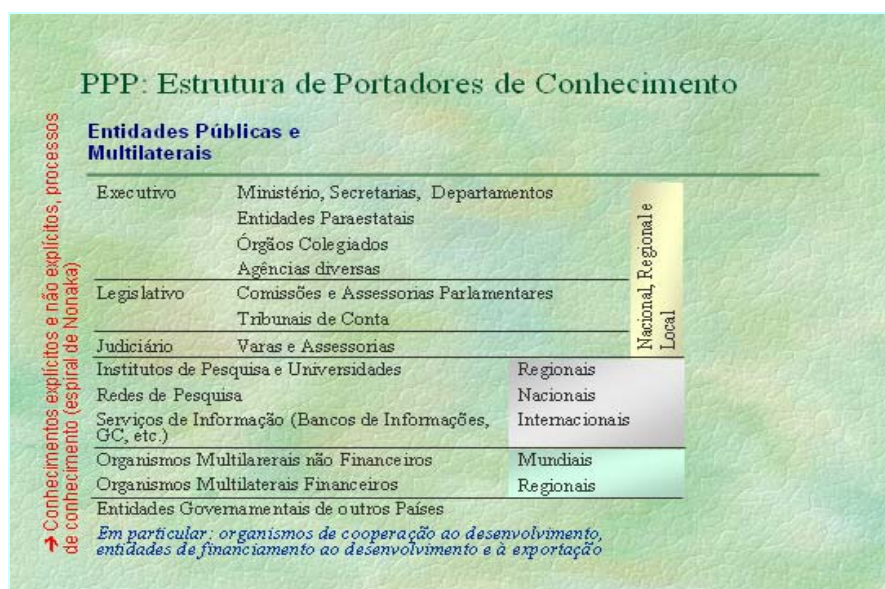 PPP: Estrutura de Portadores de Conhecimento
Entidades Públicas e
Multilaterais
Executivo Ministério, Secretarias, Departamentos
Entidades Paraestatais
Órgãos Colegiados
Agências diversas
Legislativo Comissões e Assessorias Parlamentares
Tribunais de Conta
Judiciário Varas e Assessorias
Nacional, Regional e
Local
Institutos de Pesquisa e Universidades Regionais
Redes de Pesquisa Nacionais
Serviços de Informação (Bancos de Informações, Internacionais
GC, etc.)
Organismos Multilarerais não Financeiros Mundiais
Organismos Multilaterais Financeiros Regionais
Entidades Governamentais de outros Países
Em particular: organismos de cooperação ao desenvolvimento,
entidades de financiamento ao desenvolvimento e à exportação
➔ Conhecimentos explícitos e não explícitos, processos
de conhecimento (espiral de Nonaka)